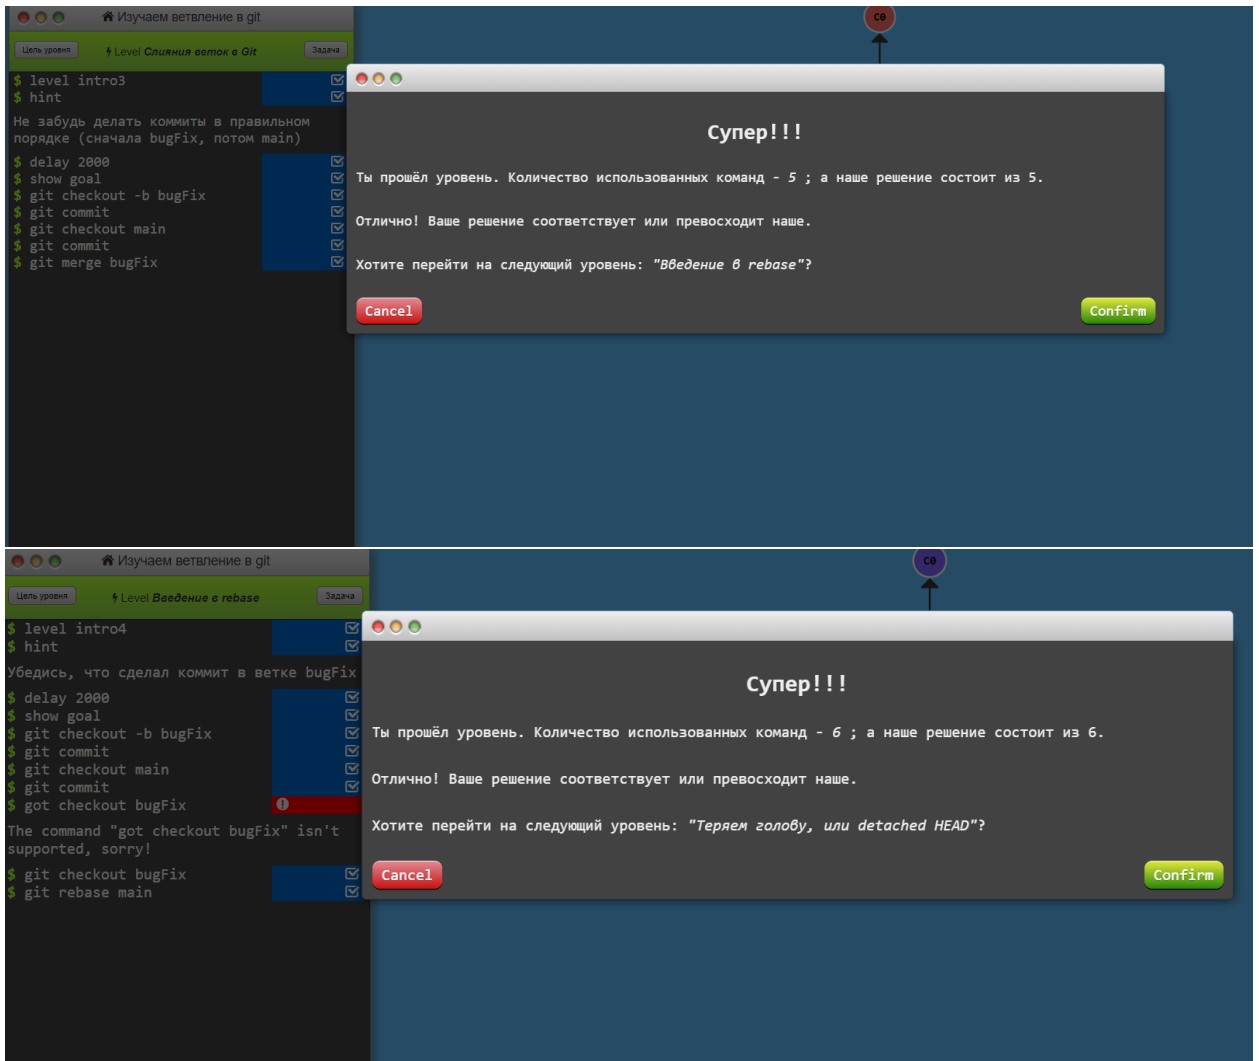 Изучаем ветвление в git
c0
Цель уровня
Level Слияния веток в Git
Задача
$ level intro3
$ hint
Не забудь делать коммиты в правильном
порядке (сначала bugFix, потом main)
$ delay 2000
$ show goal
$ git checkout -b bugFix
$ git commit
$ git checkout main
$ git commit
$ git merge bugFix
Супер!!!
Ты прошёл уровень. Количество использованных команд - 5 ; а наше решение состоит из 5.
Отлично! Ваше решение соответствует или превосходит наше.
Хотите перейти на следующий уровень: "Введение в rebase"?
Cancel
Confirm
Изучаем ветвление в git
c0
Цель уровня
Level Введение в rebase
Задача
$ level intro4
$ hint
Убедись, что сделал коммит в ветке bugFix
$ delay 2000
$ show goal
$ git checkout -b bugFix
$ git commit
$ git checkout main
$ git commit
$ got checkout bugFix
The command "got checkout bugFix" isn't
supported, sorry!
$ git checkout bugFix
$ git rebase main
Супер!!!
Ты прошёл уровень. Количество использованных команд - 6 ; а наше решение состоит из 6.
Отлично! Ваше решение соответствует или превосходит наше.
Хотите перейти на следующий уровень: "Теряем голову, или detached HEAD"?
Cancel
Confirm